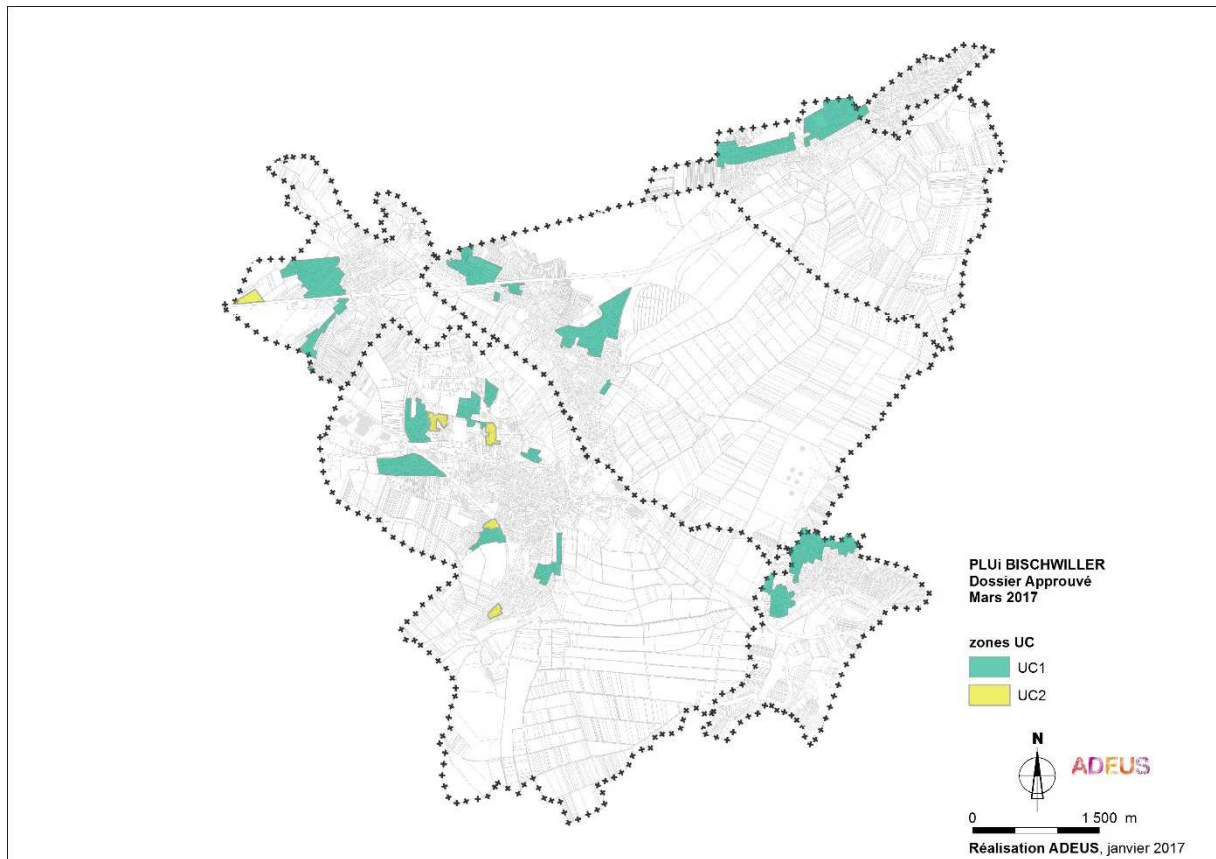 PLUi BISCHWILLER
Dossier Approuvé
Mars 2017
zones UC
UC1
UC2
N
ADEUS
0 1 500 m
Réalisation ADEUS, janvier 2017